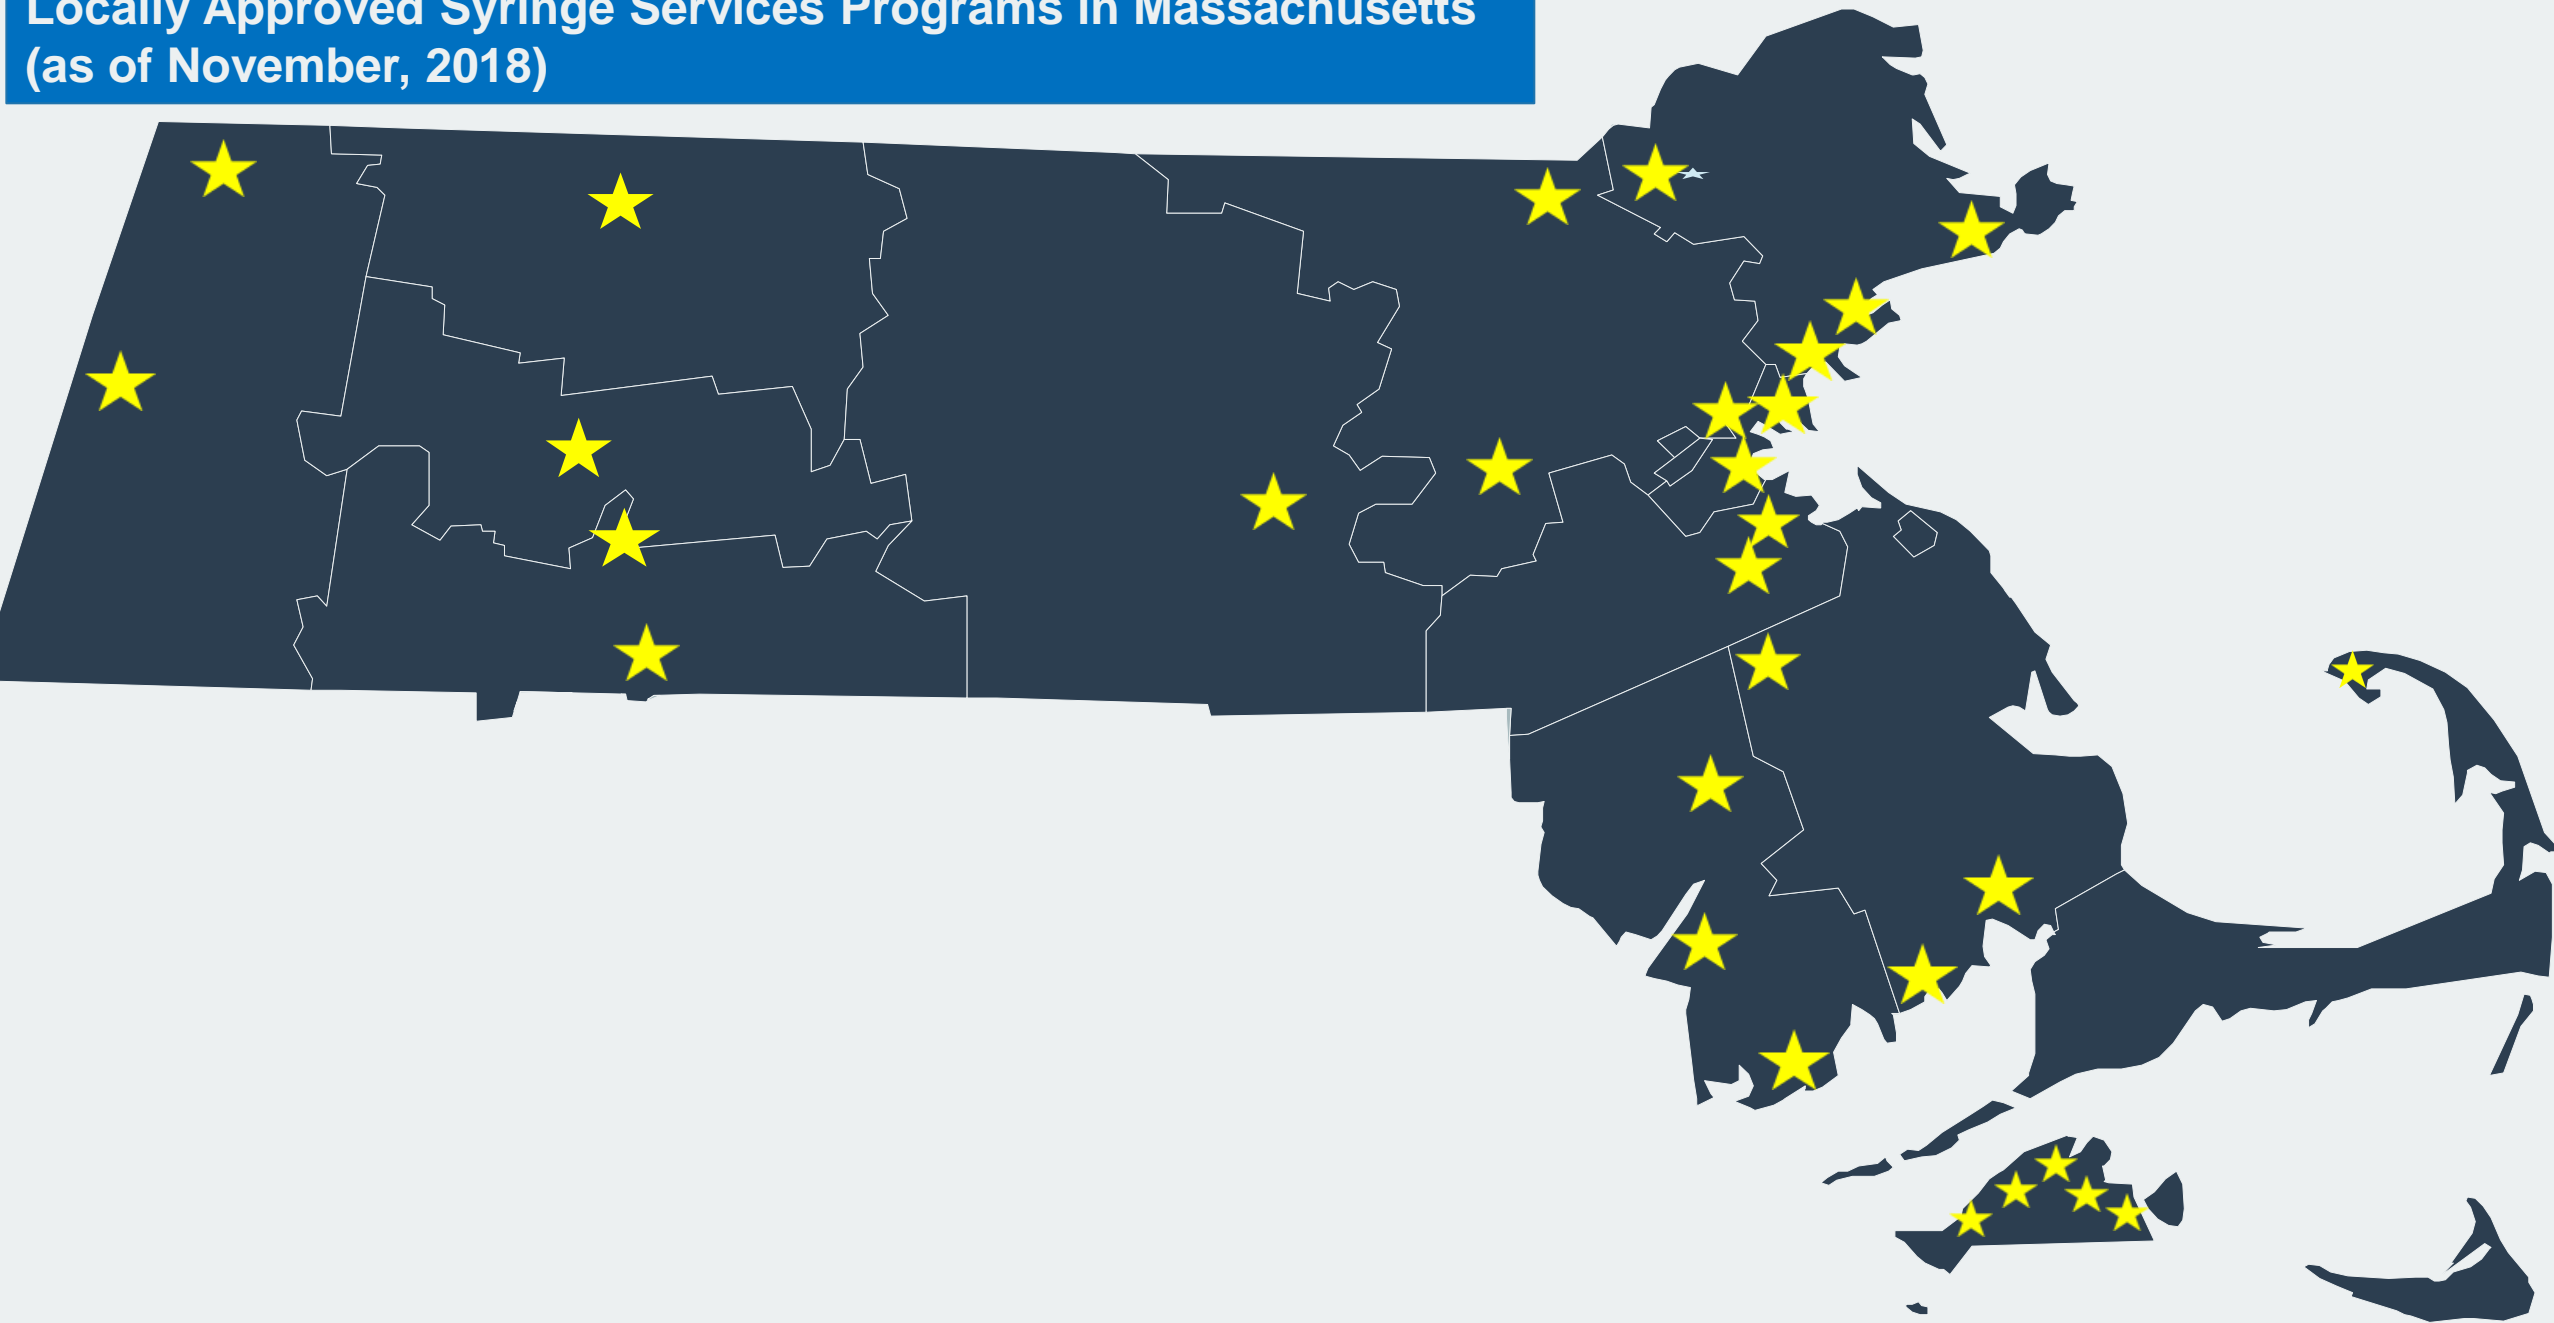 Locally Approved Syringe Services Programs in Massachusetts
(as of November, 2018)